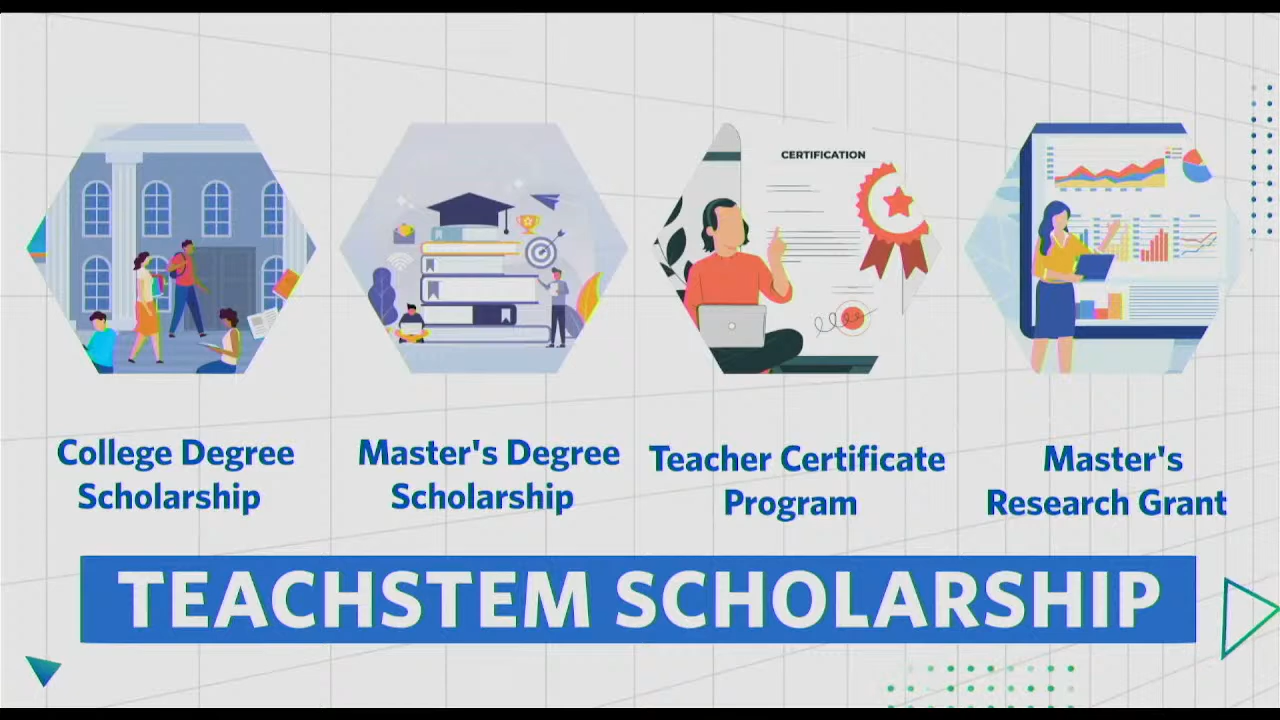 CERTIFICATION
College Degree
Scholarship
Master's Degree
Scholarship
Teacher Certificate
Program
Master's
Research Grant
TEACHSTEM SCHOLARSHIP